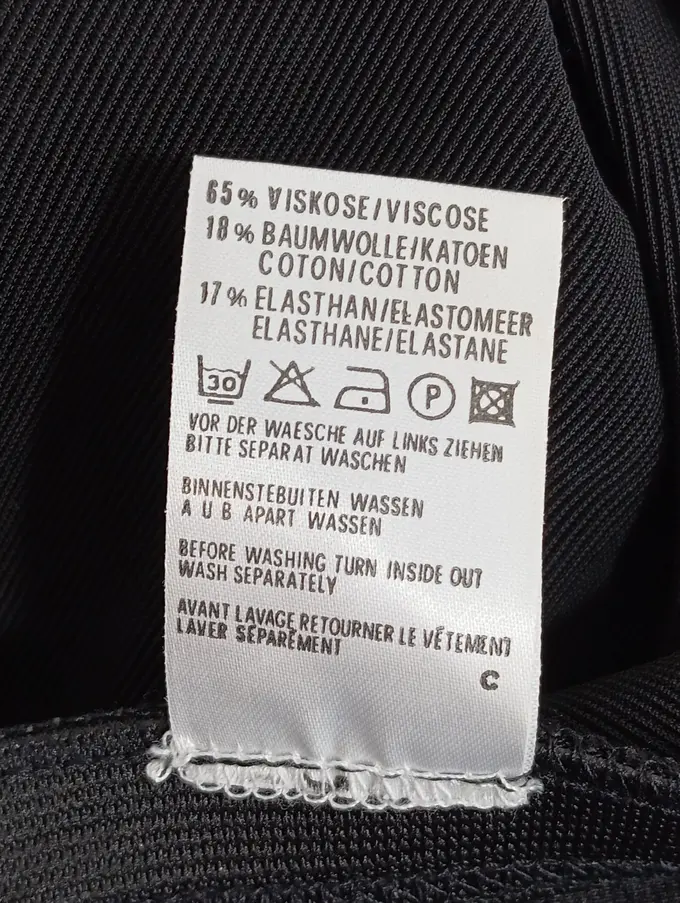 65% VISKOSE/VISCOSE
18% BAUMWOLLE/KATOEN
COTON/COTTON
17% ELASTHAN/ELASTOMEER
ELASTHANE/ELASTANE
30 P
VOR DER WAESCHE AUF LINKS ZIEHEN
BITTE SEPARAT WASCHEN
BINNENSTEBUITEN WASSEN
A U B APART WASSEN
BEFORE WASHING TURN INSIDE OUT
WASH SEPARATELY
AVANT LAVAGE RETOURNER LE VÊTEMENT
LAVER SÉPARÉMENT
C